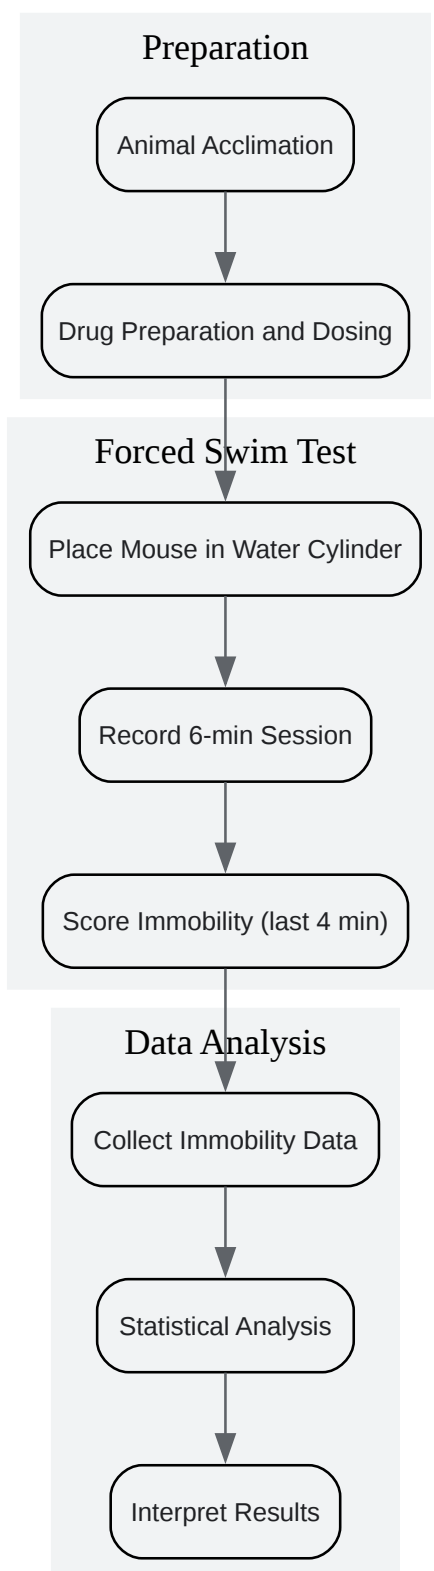 Preparation
Animal Acclimation
Drug Preparation and Dosing
Forced Swim Test
Place Mouse in Water Cylinder
Record 6-min Session
Score Immobility (last 4 min)
Data Analysis
Collect Immobility Data
Statistical Analysis
Interpret Results